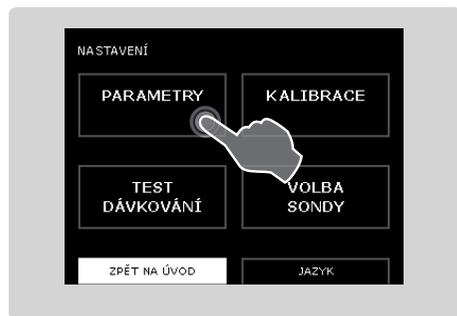 NASTAVENÍ
PARAMETRY
KALIBRACE
TEST
DÁVKOVÁNÍ
VOLBA
SONDY
ZPĚT NA ÚVOD
JAZYK